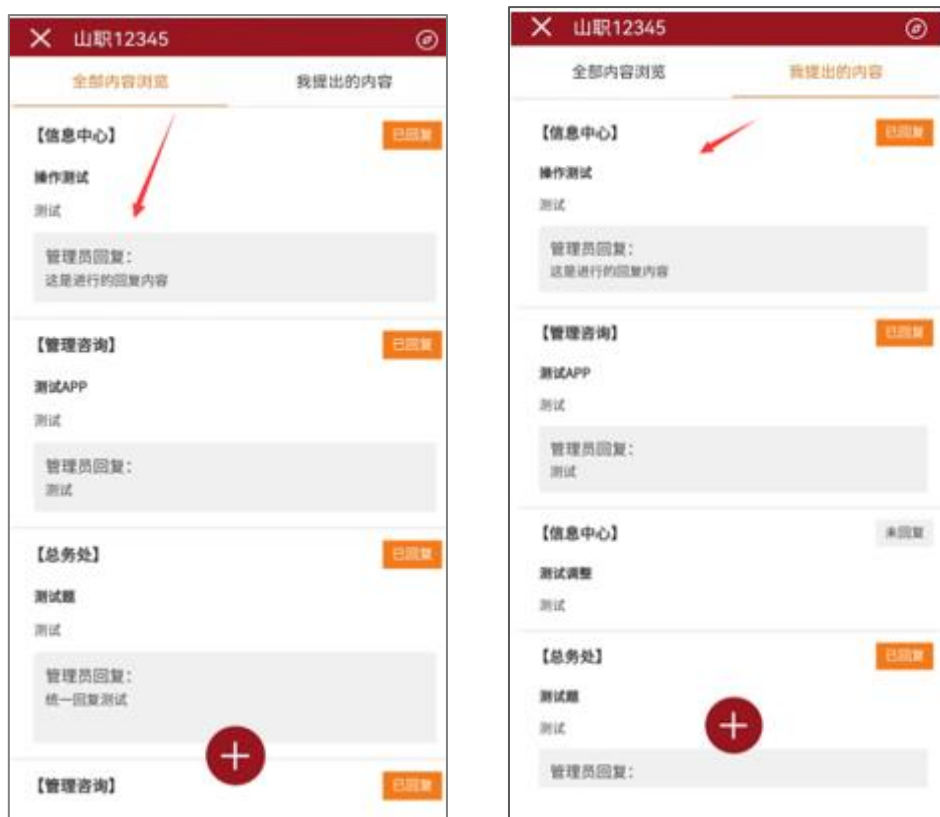 山职12345
全部内容浏览
我提出的内容
【信息中心】
已回复
操作测试
测试
管理员回复：
这是进行的回复内容
【管理咨询】
已回复
测试APP
测试
管理员回复：
测试
【总务处】
已回复
测试题
测试
管理员回复：
统一回复测试
【管理咨询】
已回复
山职12345
全部内容浏览
我提出的内容
【信息中心】
已回复
操作测试
测试
管理员回复：
这是进行的回复内容
【管理咨询】
已回复
测试APP
测试
管理员回复：
测试
【信息中心】
未回复
测试调整
测试
【总务处】
已回复
测试题
测试
管理员回复：